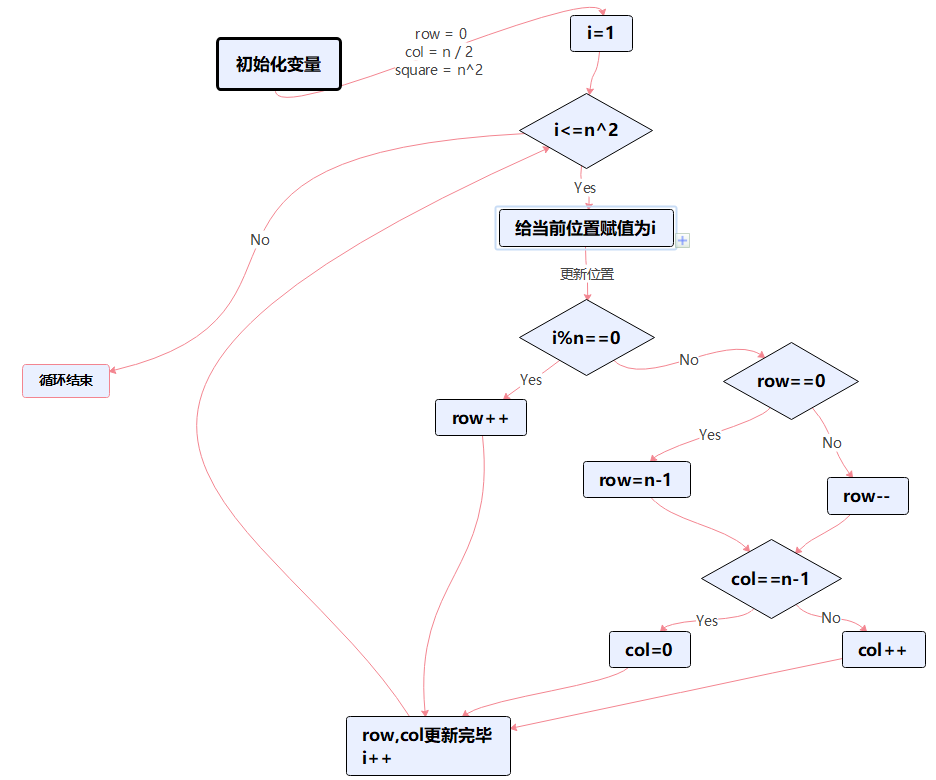 初始化变量
row = 0
col = n / 2
square = n^2
i=1
i<=n^2
Yes
No
给当前位置赋值为i
更新位置
i%n==0
Yes
No
row++
row==0
Yes
No
row=n-1
row--
col==n-1
Yes
No
col=0
col++
row,col更新完毕
i++
循环结束